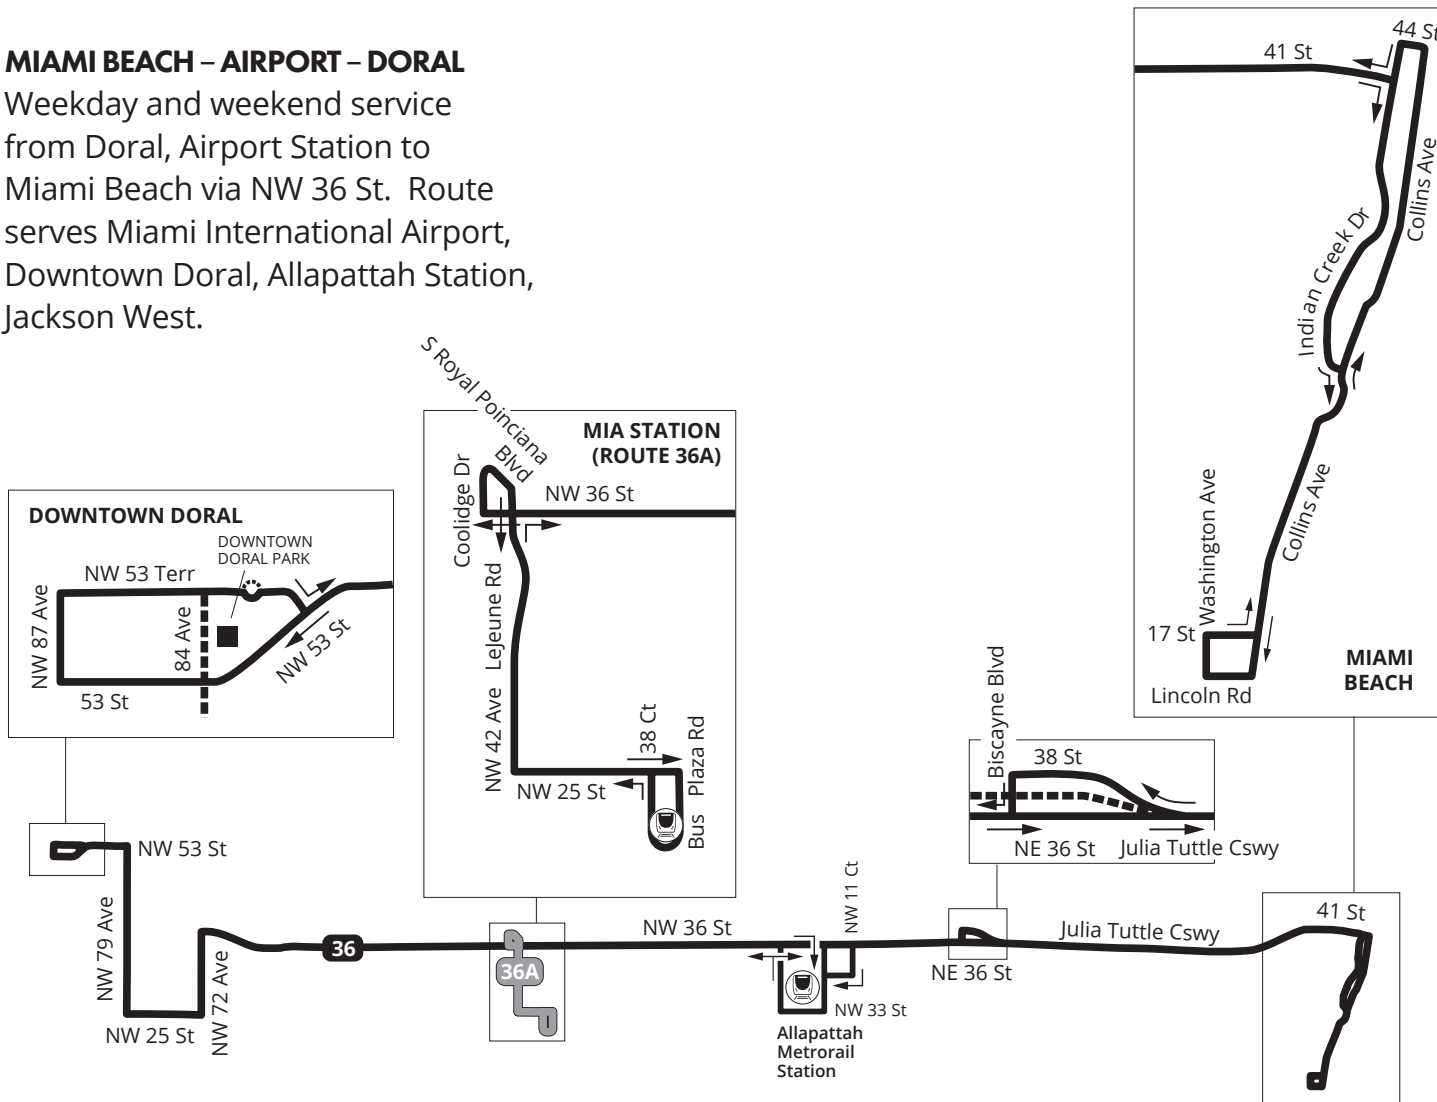 MIAMI BEACH – AIRPORT – DORAL
Weekday and weekend service
from Doral, Airport Station to
Miami Beach via NW 36 St. Route
serves Miami International Airport,
Downtown Doral, Allapattah Station,
Jackson West.
44 St
41 St
Collins Ave
Indian Creek Dr
Collins Ave
Washington Ave
17 St
Lincoln Rd
MIAMI
BEACH
S Royal Poinciana
Blvd
MIA STATION
(ROUTE 36A)
Coolidge Dr
NW 36 St
NW 42 Ave Lejeune Rd
38 Ct
NW 25 St
Bus Plaza Rd
DOWNTOWN DORAL
DOWNTOWN
DORAL PARK
NW 53 Terr
NW 87 Ave
84 Ave
NW 53 St
53 St
Biscayne Blvd
38 St
NE 36 St
Julia Tuttle Cswy
NW 53 St
NW 79 Ave
NW 25 St
NW 72 Ave
36
36A
NW 36 St
NW 11 Ct
NW 33 St
Allapattah
Metrorail
Station
NE 36 St
Julia Tuttle Cswy
41 St